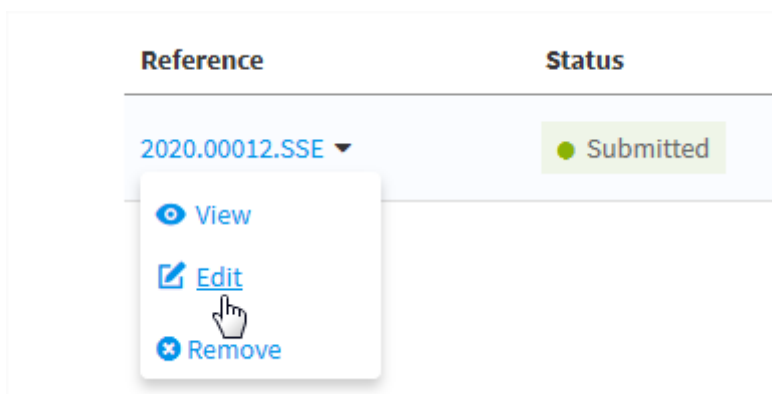 Reference Status
2020.00012.SSE Submitted
View
Edit
Remove